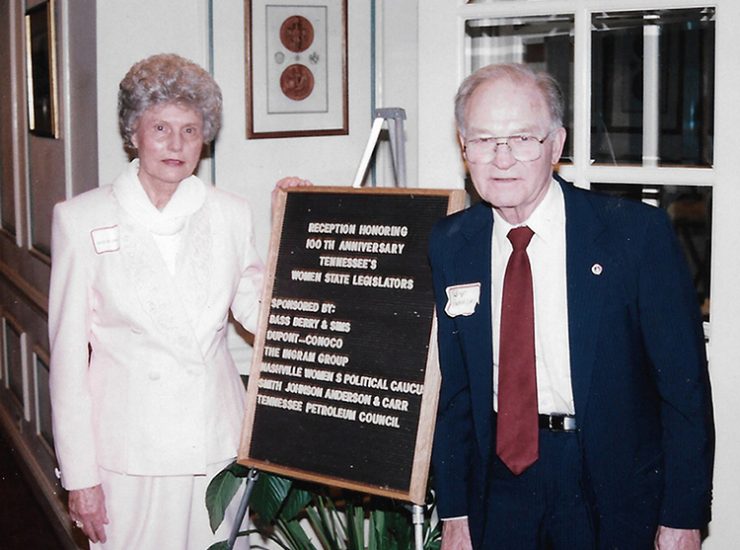 RECEPTION HONORING
100TH ANNIVERSARY
TENNESSEE'S
WOMEN STATE LEGISLATORS
SPONSORED BY:
BASS BERRY & SIMS
DUPONT-CONOCO
THE INGRAM GROUP
NASHVILLE WOMEN S POLITICAL CAUCU
SMITH JOHNSON ANDERSON & CARR
TENNESSEE PETROLEUM COUNCIL